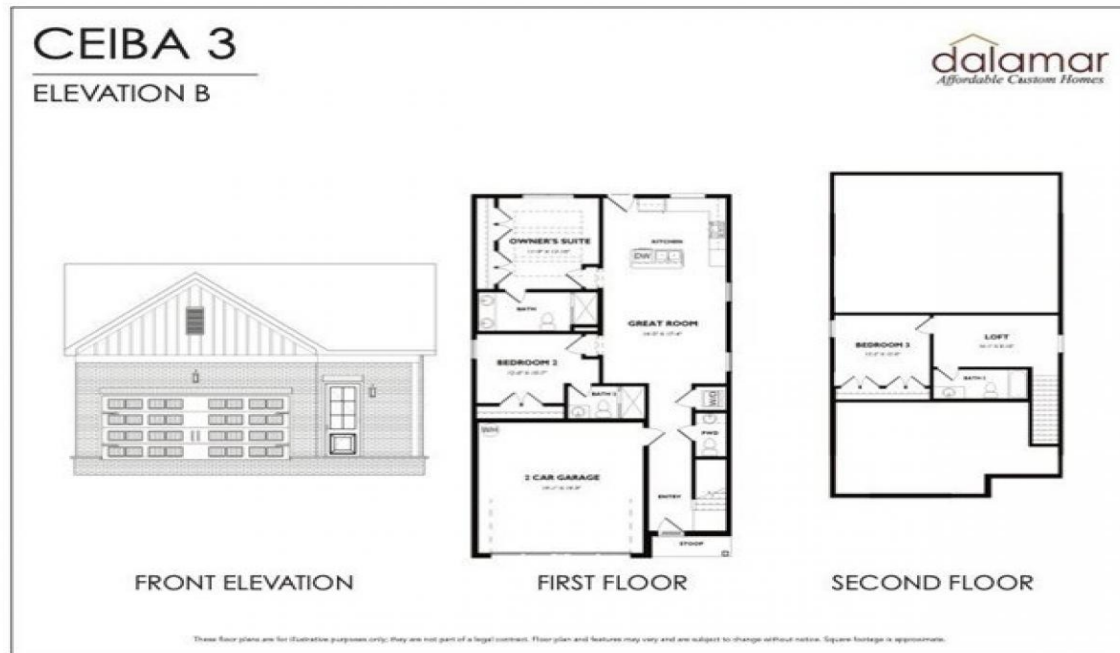 CEIBA 3
ELEVATION B
dalamar
Affordable Custom Homes
OWNER'S SUITE
KITCHEN
DW
BATH
GREAT ROOM
BEDROOM 2
BATH 2
WD
PWD
WH
2 CAR GARAGE
ENTRY
STOOP
BEDROOM 3
LOFT
FRONT ELEVATION
FIRST FLOOR
SECOND FLOOR
These floor plans are for illustrative purposes only; they are not part of a legal contract. Floor plan and features may vary and are subject to change without notice. Square footage is approximate.